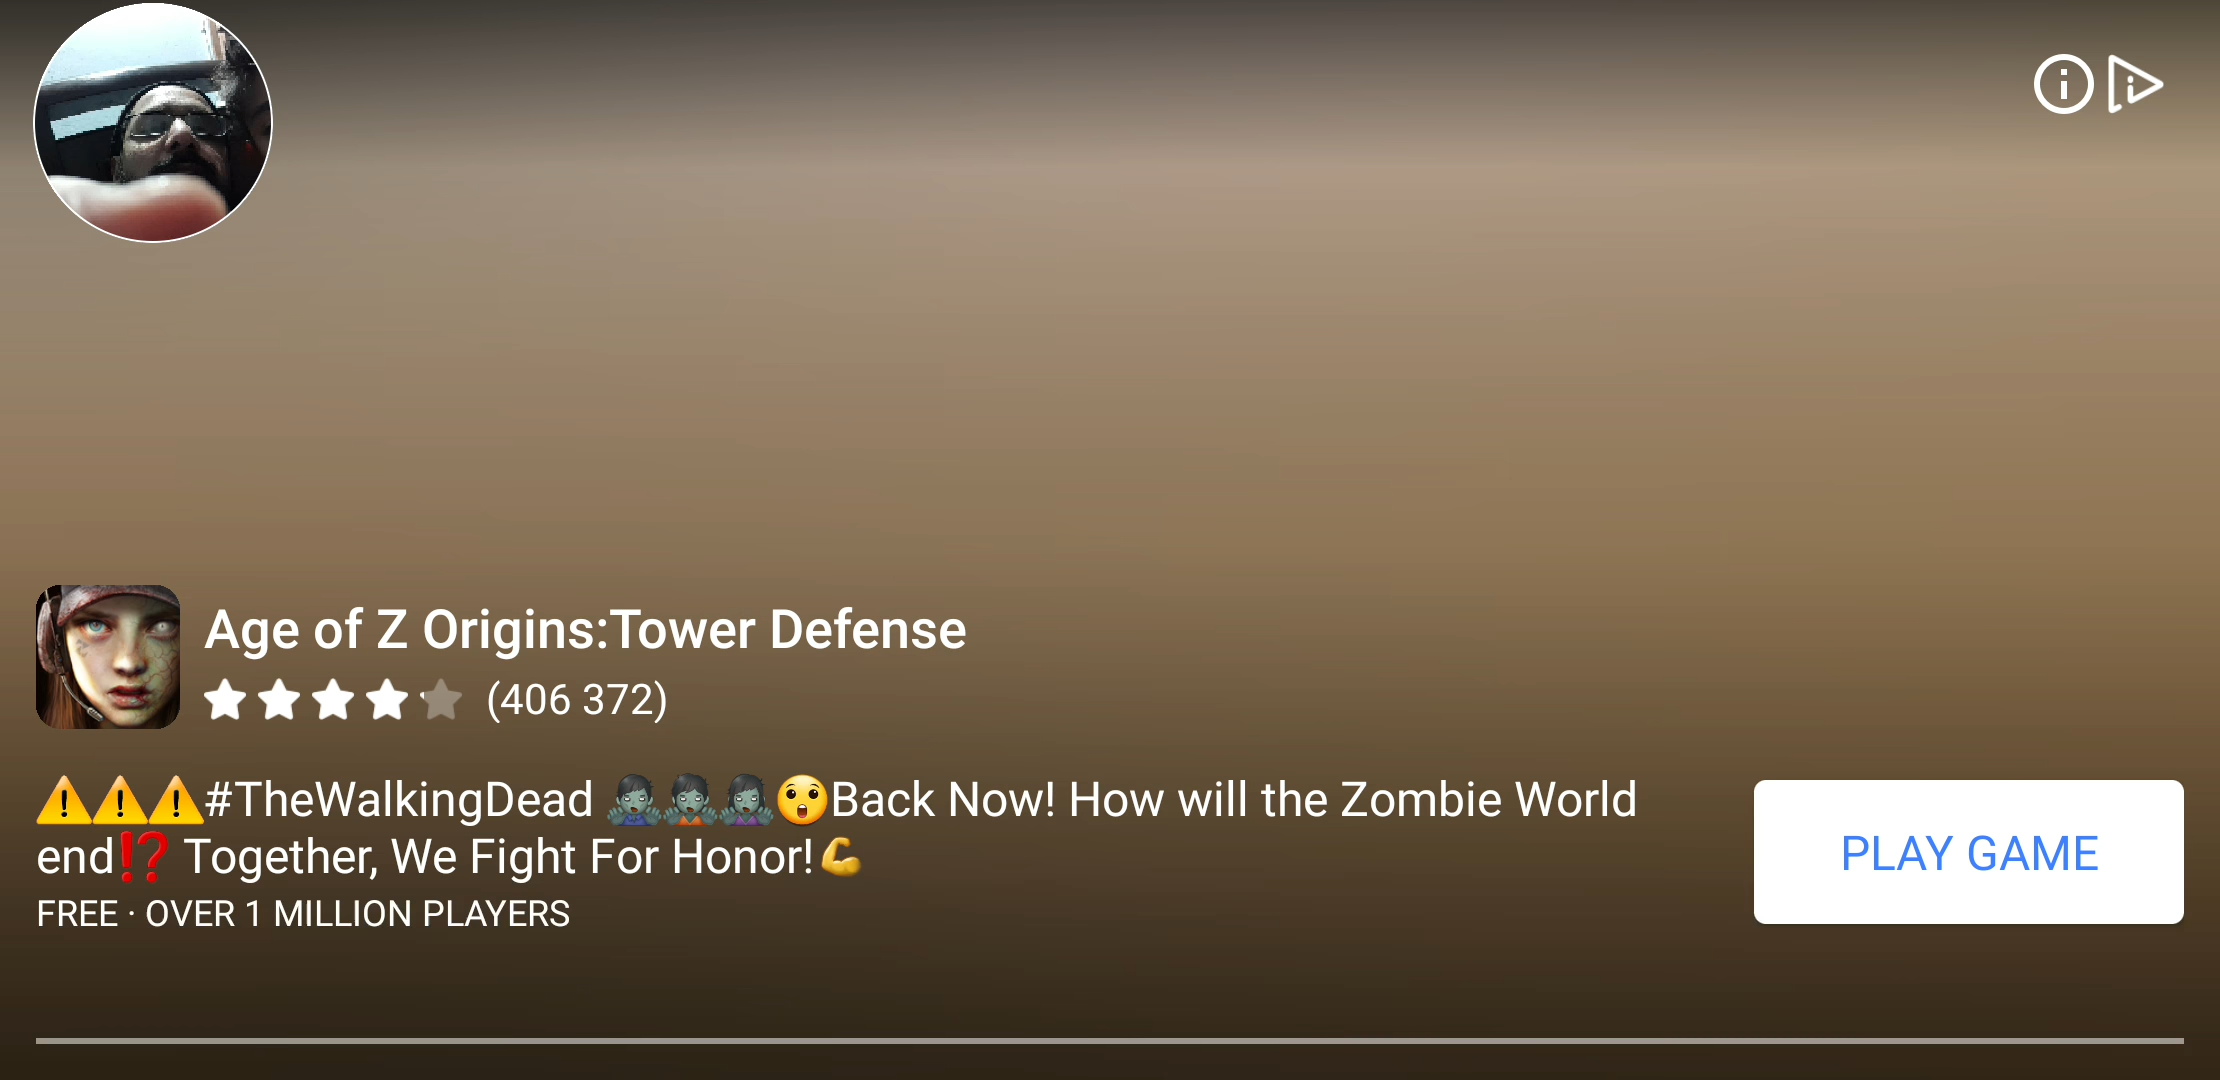 Age of Z Origins:Tower Defense
(406 372)
⚠️⚠️⚠️#TheWalkingDead 🧟‍♂️🧟🧟‍♀️😲Back Now! How will the Zombie World
end⁉️ Together, We Fight For Honor!💪
FREE · OVER 1 MILLION PLAYERS
PLAY GAME